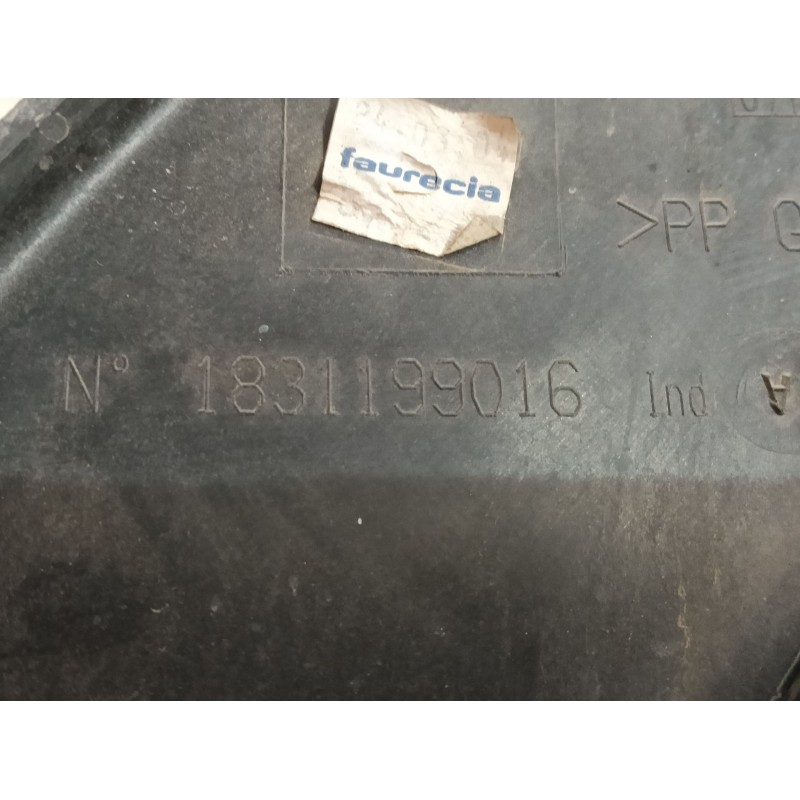 faurecia
>PP G
N° 1831199016 Ind A